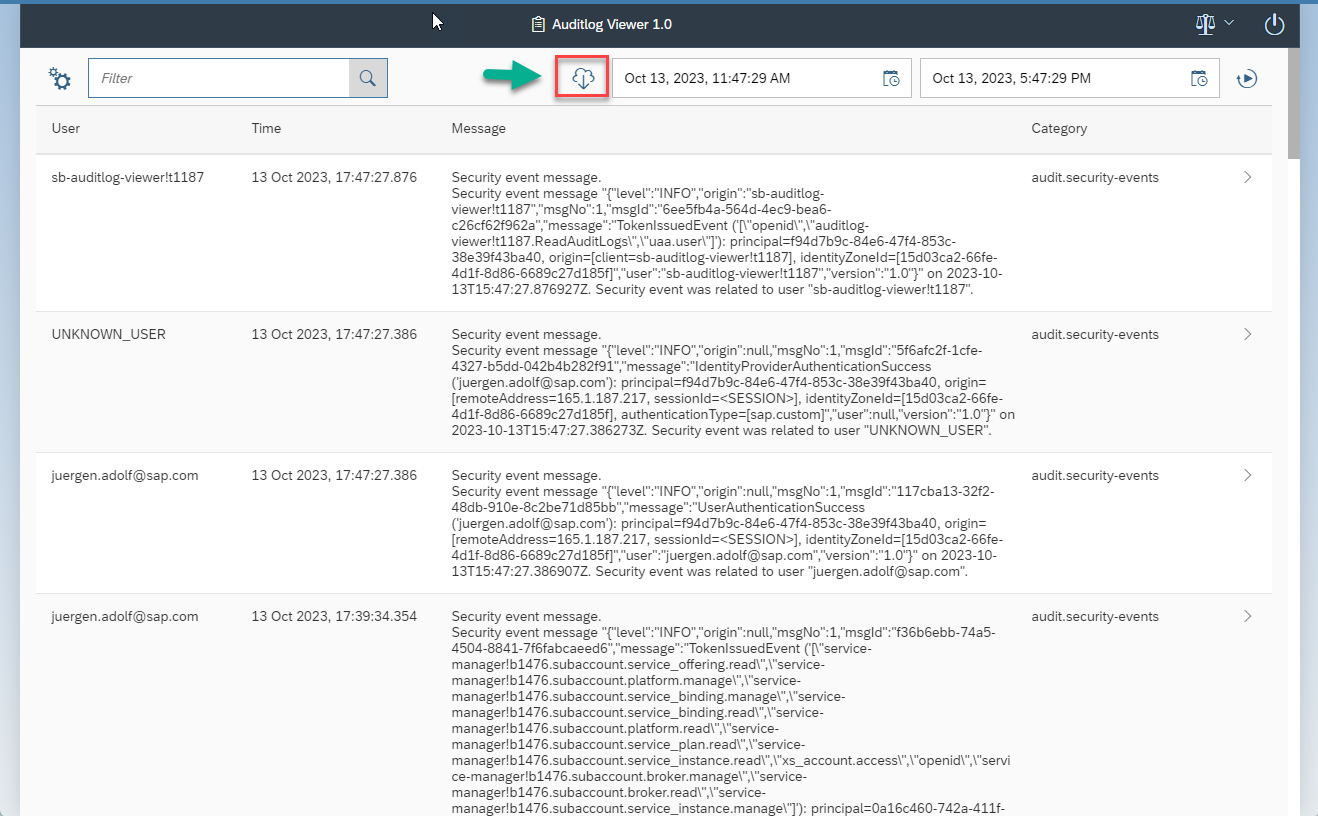 Auditlog Viewer 1.0
Filter
Oct 13, 2023, 11:47:29 AM
Oct 13, 2023, 5:47:29 PM
User Time Message Category
sb-auditlog-viewer!t1187 13 Oct 2023, 17:47:27.876 Security event message. audit.security-events
Security event message "{"level":"INFO","origin":"sb-auditlog-
viewer!t1187","msgNo":1,"msgId":"6ee5fb4a-564d-4ec9-bea6-
c26cf62f962a","message":"TokenIssuedEvent ('[\"openid\",\"auditlog-
viewer!t1187.ReadAuditLogs\",\"uaa.user\"]'): principal=f94d7b9c-84e6-47f4-853c-
38e39f43ba40, origin=[client=sb-auditlog-viewer!t1187], identityZoneId=[15d03ca2-66fe-
4d1f-8d86-6689c27d185f]","user":"sb-auditlog-viewer!t1187","version":"1.0"}" on 2023-10-
13T15:47:27.876927Z. Security event was related to user "sb-auditlog-viewer!t1187".
UNKNOWN_USER 13 Oct 2023, 17:47:27.386 Security event message. audit.security-events
Security event message "{"level":"INFO","origin":null,"msgNo":1,"msgId":"5f6afc2f-1cfe-
4327-b5dd-042b4b282f91","message":"IdentityProviderAuthenticationSuccess
('juergen.adolf@sap.com'): principal=f94d7b9c-84e6-47f4-853c-38e39f43ba40, origin=
[remoteAddress=165.1.187.217, sessionId=<SESSION>], identityZoneId=[15d03ca2-66fe-
4d1f-8d86-6689c27d185f], authenticationType=[sap.custom]","user":null,"version":"1.0"}" on
2023-10-13T15:47:27.386273Z. Security event was related to user "UNKNOWN_USER".
juergen.adolf@sap.com 13 Oct 2023, 17:47:27.386 Security event message. audit.security-events
Security event message "{"level":"INFO","origin":null,"msgNo":1,"msgId":"117cba13-32f2-
48db-910e-8c2be71d85bb","message":"UserAuthenticationSuccess
('juergen.adolf@sap.com'): principal=f94d7b9c-84e6-47f4-853c-38e39f43ba40, origin=
[remoteAddress=165.1.187.217, sessionId=<SESSION>], identityZoneId=[15d03ca2-66fe-
4d1f-8d86-6689c27d185f]","user":"juergen.adolf@sap.com","version":"1.0"}" on 2023-10-
13T15:47:27.386907Z. Security event was related to user "juergen.adolf@sap.com".
juergen.adolf@sap.com 13 Oct 2023, 17:39:34.354 Security event message. audit.security-events
Security event message "{"level":"INFO","origin":null,"msgNo":1,"msgId":"f36b6ebb-74a5-
4504-8841-7f6fabcaeed6","message":"TokenIssuedEvent ('[\"service-
manager!b1476.subaccount.service_offering.read\",\"service-
manager!b1476.subaccount.platform.manage\",\"service-
manager!b1476.subaccount.service_binding.manage\",\"service-
manager!b1476.subaccount.service_binding.read\",\"service-
manager!b1476.subaccount.platform.read\",\"service-
manager!b1476.subaccount.service_plan.read\",\"service-
manager!b1476.subaccount.service_instance.read\",\"xs_account.access\",\"openid\",\"servi
ce-manager!b1476.subaccount.broker.manage\",\"service-
manager!b1476.subaccount.broker.read\",\"service-
manager!b1476.subaccount.service_instance.manage\"]'): principal=0a16c460-742a-411f-